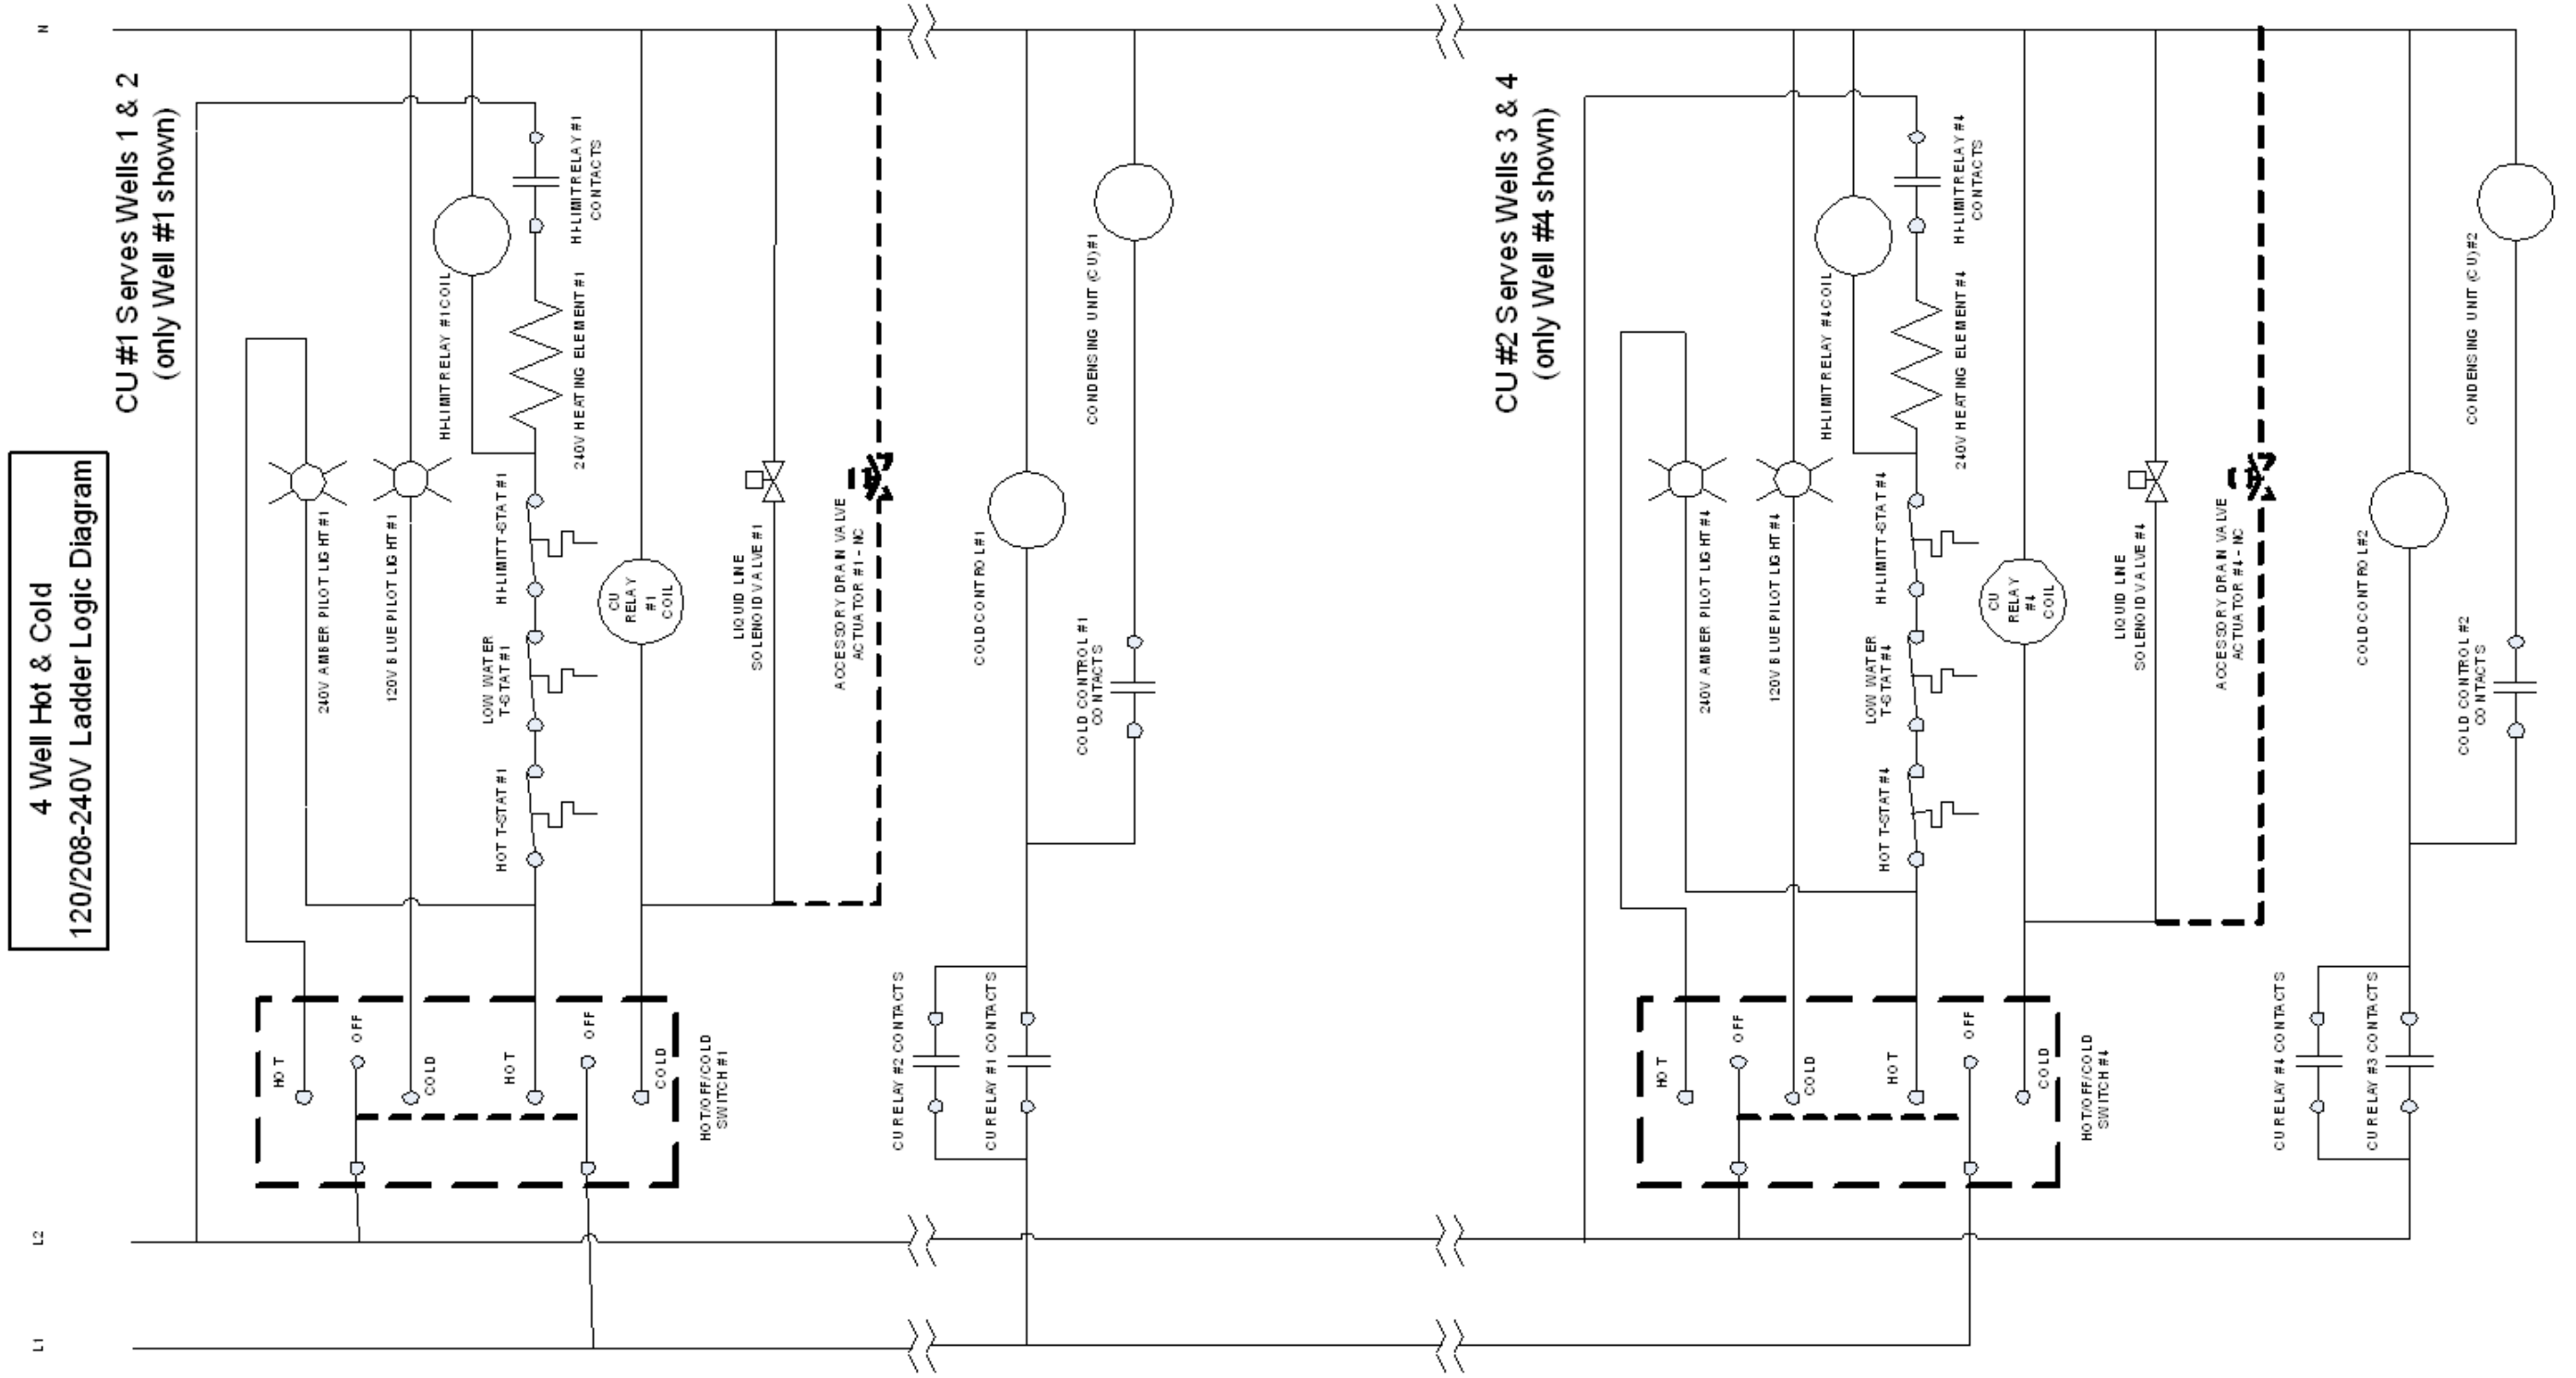 4 Well Hot & Cold
120/208-240V Ladder Logic Diagram
L1
L2
N
CU #1 Serves Wells 1 & 2
(only Well #1 shown)
HOT
OFF
COLD
HOT
OFF
COLD
HOT/OFF/COLD
SWITCH #1
240V AMBER PILOT LIGHT #1
120V BLUE PILOT LIGHT #1
HI-LIMIT RELAY #1 COIL
HOT T-STAT #1
LOW WATER
T-STAT #1
HI-LIMIT T-STAT #1
240V HEATING ELEMENT #1
HI-LIMIT RELAY #1
CONTACTS
CU
RELAY
#1
COIL
LIQUID LINE
SOLENOID VALVE #1
ACCESSORY DRAIN VALVE
ACTUATOR #1 - NC
CU RELAY #2 CONTACTS
CU RELAY #1 CONTACTS
COLD CONTROL #1
COLD CONTROL #1
CONTACTS
CONDENSING UNIT (CU) #1
CU #2 Serves Wells 3 & 4
(only Well #4 shown)
HOT
OFF
COLD
HOT
OFF
COLD
HOT/OFF/COLD
SWITCH #4
240V AMBER PILOT LIGHT #4
120V BLUE PILOT LIGHT #4
HI-LIMIT RELAY #4 COIL
HOT T-STAT #4
LOW WATER
T-STAT #4
HI-LIMIT T-STAT #4
240V HEATING ELEMENT #4
HI-LIMIT RELAY #4
CONTACTS
CU
RELAY
#4
COIL
LIQUID LINE
SOLENOID VALVE #4
ACCESSORY DRAIN VALVE
ACTUATOR #4 - NC
CU RELAY #4 CONTACTS
CU RELAY #3 CONTACTS
COLD CONTROL #2
COLD CONTROL #2
CONTACTS
CONDENSING UNIT (CU) #2